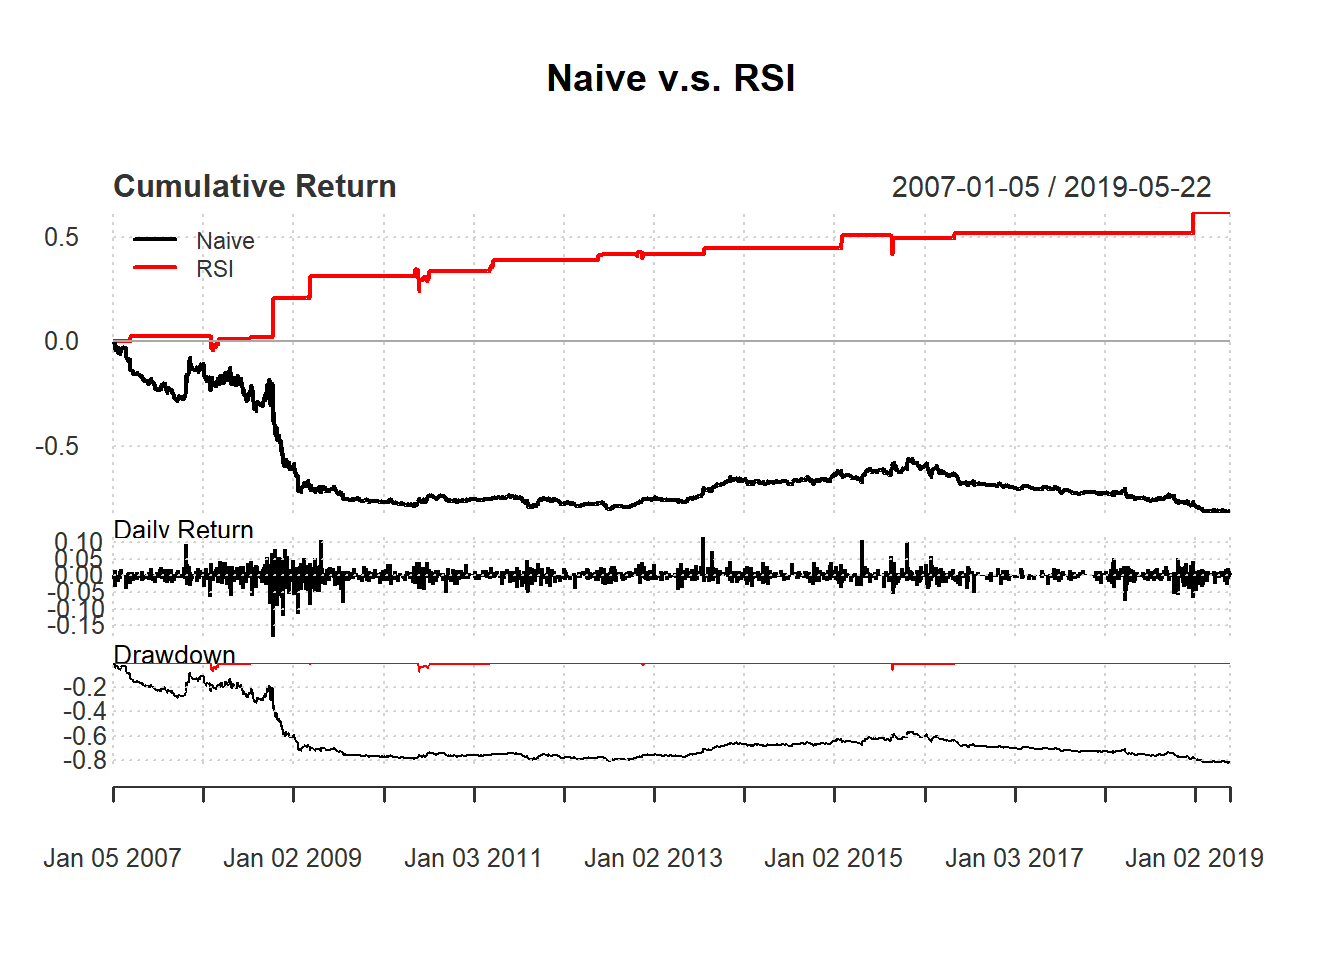 Naive v.s. RSI
Cumulative Return 2007-01-05 / 2019-05-22
0.5
Naive
RSI
0.0
-0.5
Daily Return
0.10
0.05
0.00
-0.05
-0.10
-0.15
Drawdown
-0.2
-0.4
-0.6
-0.8
Jan 05 2007 Jan 02 2009 Jan 03 2011 Jan 02 2013 Jan 02 2015 Jan 03 2017 Jan 02 2019